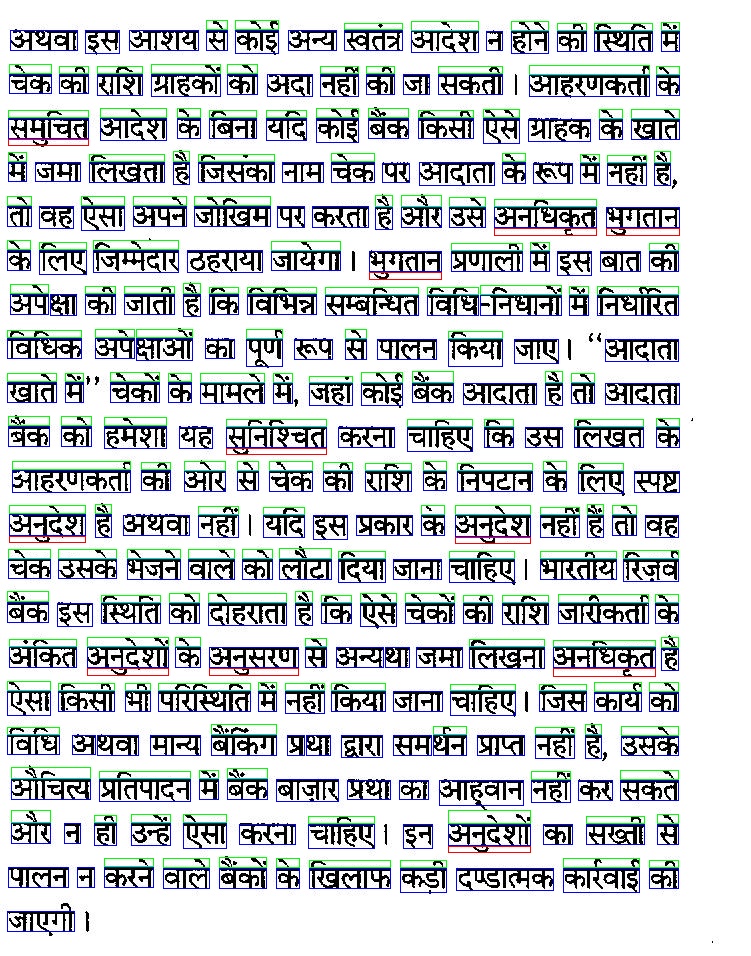 अथवा इस आशय से कोई अन्य स्वतंत्र आदेश न होने की स्थिति में
चेक की राशि ग्राहकों को अदा नहीं की जा सकती । आहरणकर्ता के
समुचित आदेश के बिना यदि कोई बैंक किसी ऐसे ग्राहक के खाते
में जमा लिखता है जिसका नाम चेक पर आदाता के रूप में नहीं है,
तो वह ऐसा अपने जोखिम पर करता है और उसे अनधिकृत भुगतान
के लिए जिम्मेदार ठहराया जायेगा । भुगतान प्रणाली में इस बात की
अपेक्षा की जाती है कि विभिन्न सम्बन्धित विधि-निधानों में निर्धारित
विधिक अपेक्षाओं का पूर्ण रूप से पालन किया जाए । “आदाता
खाते में” चेकों के मामले में, जहां कोई बैंक आदाता है तो आदाता
बैंक को हमेशा यह सुनिश्चित करना चाहिए कि उस लिखत के
आहरणकर्ता की ओर से चेक की राशि के निपटान के लिए स्पष्ट
अनुदेश है अथवा नहीं । यदि इस प्रकार के अनुदेश नहीं हैं तो वह
चेक उसके भेजने वाले को लौटा दिया जाना चाहिए । भारतीय रिज़र्व
बैंक इस स्थिति को दोहराता है कि ऐसे चेकों की राशि जारीकर्ता के
अंकित अनुदेशों के अनुसरण से अन्यथा जमा लिखना अनधिकृत है
ऐसा किसी भी परिस्थिति में नहीं किया जाना चाहिए । जिस कार्य को
विधि अथवा मान्य बैंकिंग प्रथा द्वारा समर्थन प्राप्त नहीं है, उसके
औचित्य प्रतिपादन में बैंक बाज़ार प्रथा का आह्वान नहीं कर सकते
और न ही उन्हें ऐसा करना चाहिए । इन अनुदेशों का सख्ती से
पालन न करने वाले बैंकों के खिलाफ कड़ी दण्डात्मक कार्रवाई की
जाएगी ।